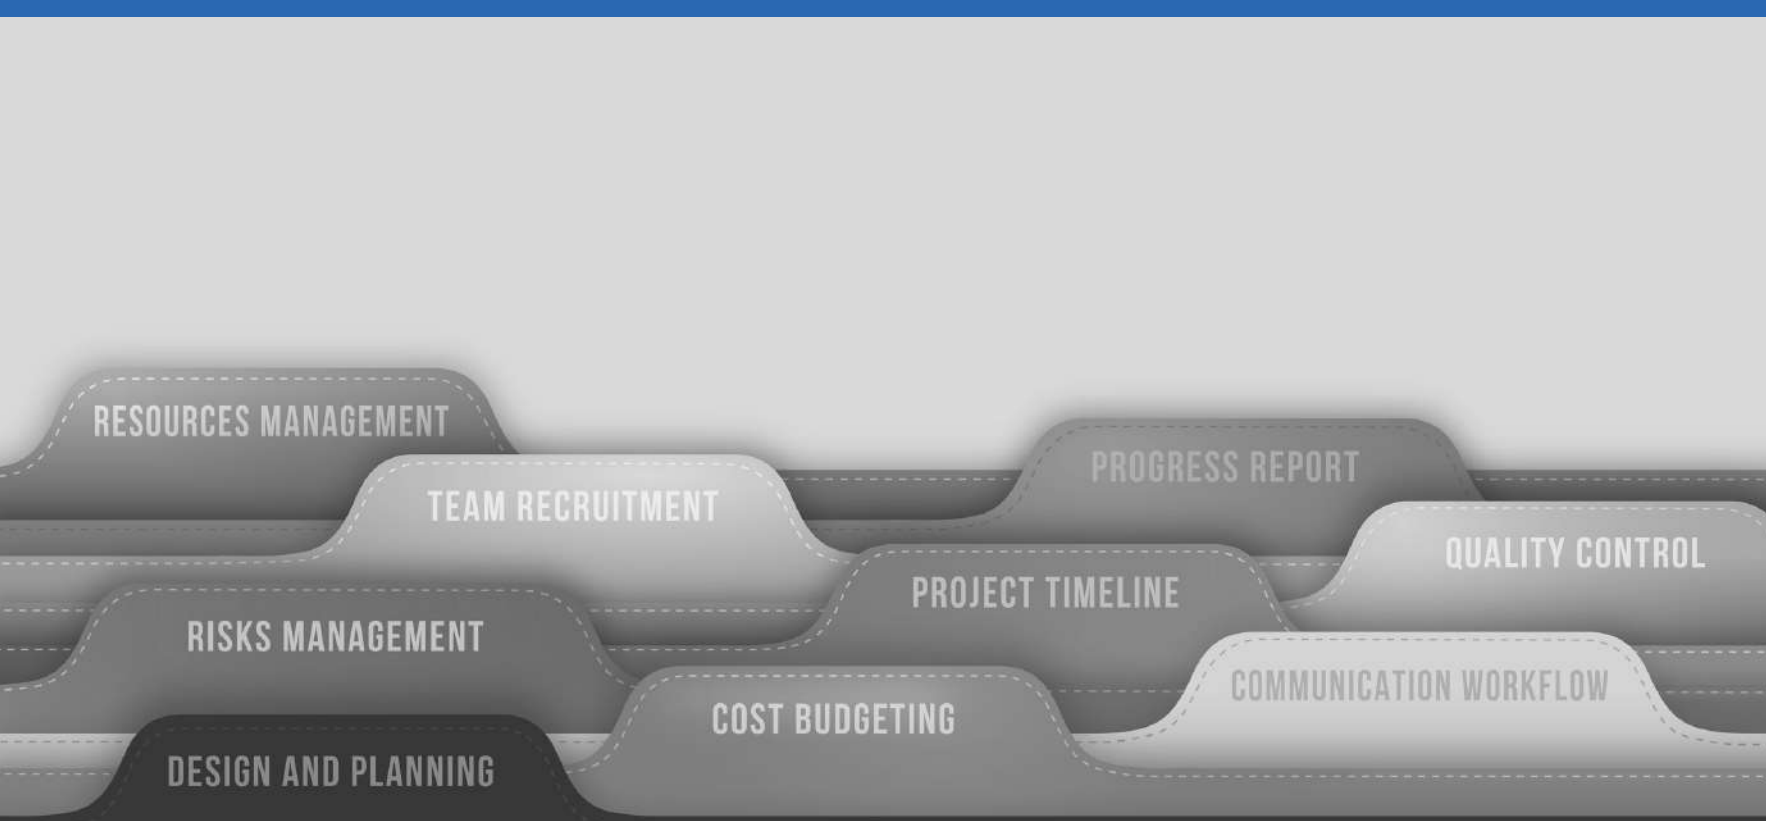 RESOURCES MANAGEMENT
PROGRESS REPORT
TEAM RECRUITMENT
QUALITY CONTROL
PROJECT TIMELINE
RISKS MANAGEMENT
COMMUNICATION WORKFLOW
COST BUDGETING
DESIGN AND PLANNING